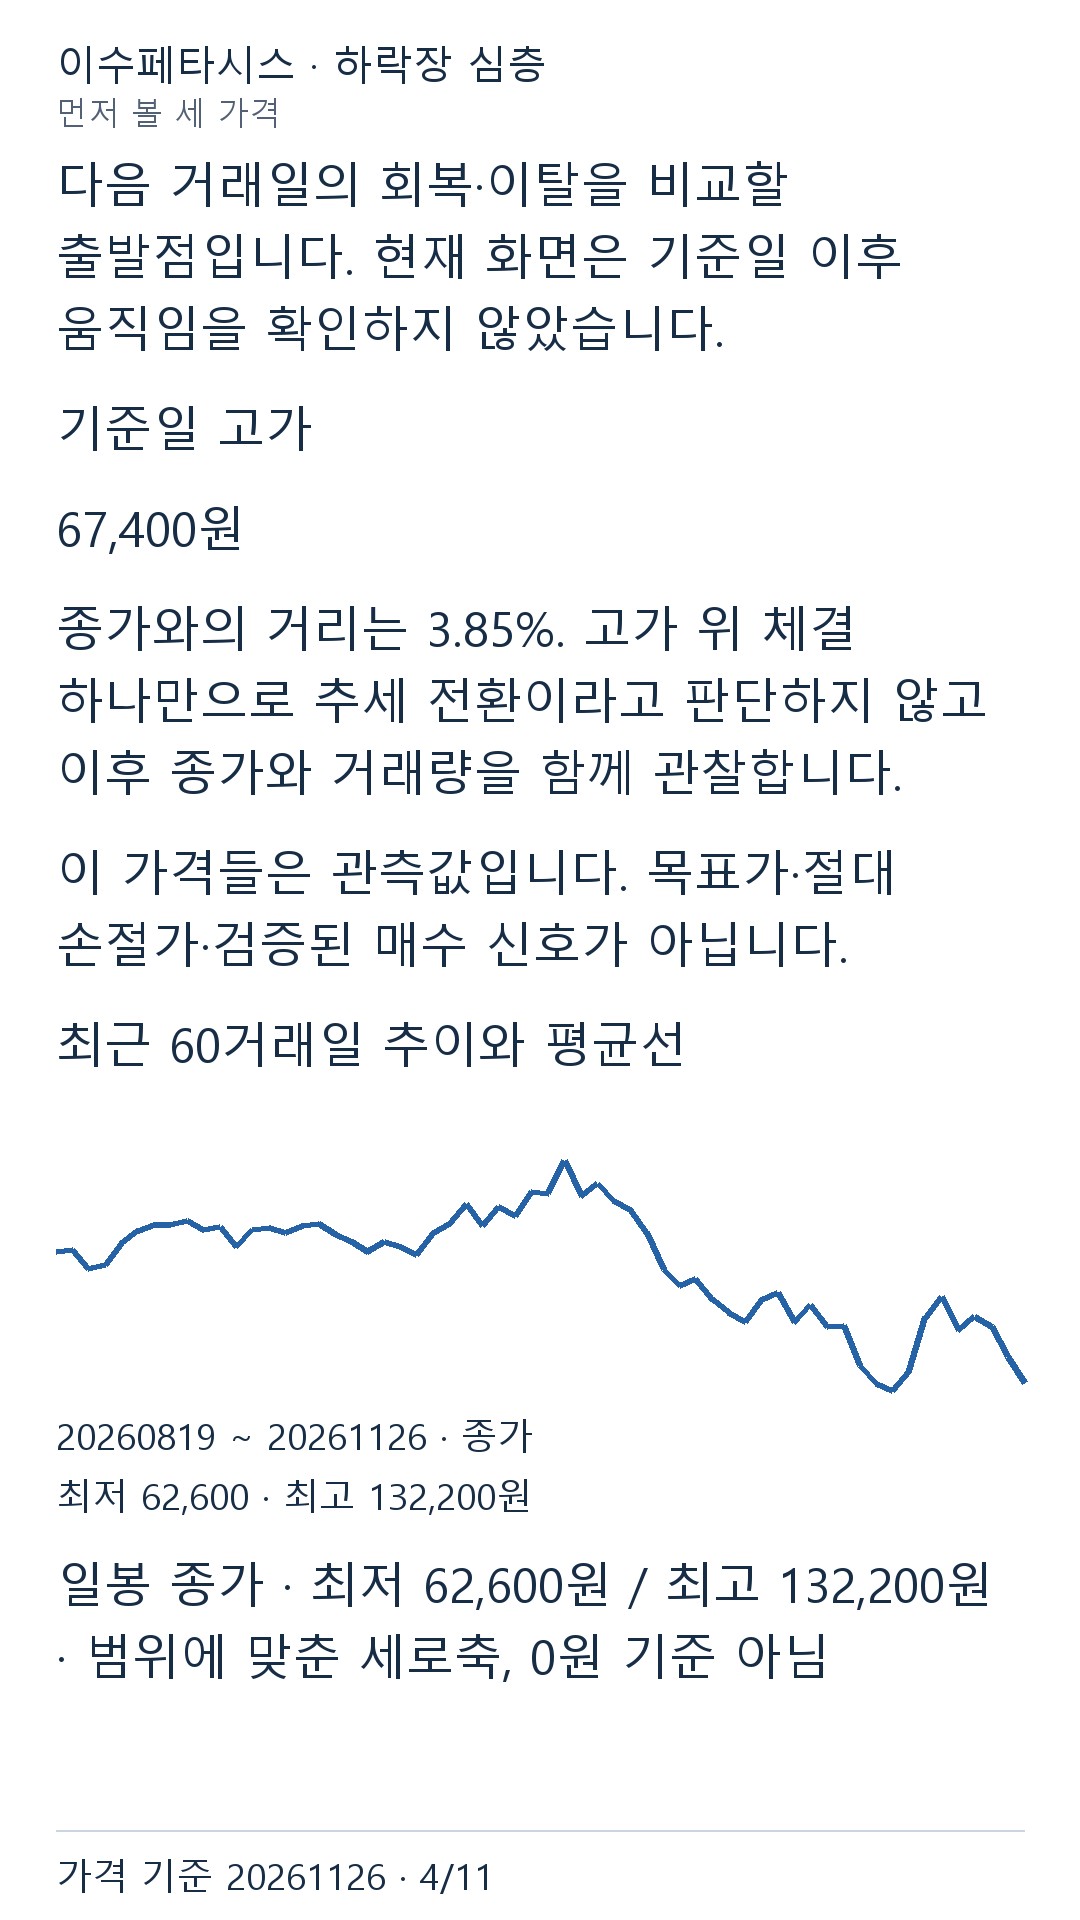 이수페타시스 · 하락장 심층
먼저 볼 세 가격
다음 거래일의 회복·이탈을 비교할
출발점입니다. 현재 화면은 기준일 이후
움직임을 확인하지 않았습니다.
기준일 고가
67,400원
종가와의 거리는 3.85%. 고가 위 체결
하나만으로 추세 전환이라고 판단하지 않고
이후 종가와 거래량을 함께 관찰합니다.
이 가격들은 관측값입니다. 목표가·절대
손절가·검증된 매수 신호가 아닙니다.
최근 60거래일 추이와 평균선
20260819 ~ 20261126 · 종가
최저 62,600 · 최고 132,200원
일봉 종가 · 최저 62,600원 / 최고 132,200원
· 범위에 맞춘 세로축, 0원 기준 아님
가격 기준 20261126 · 4/11